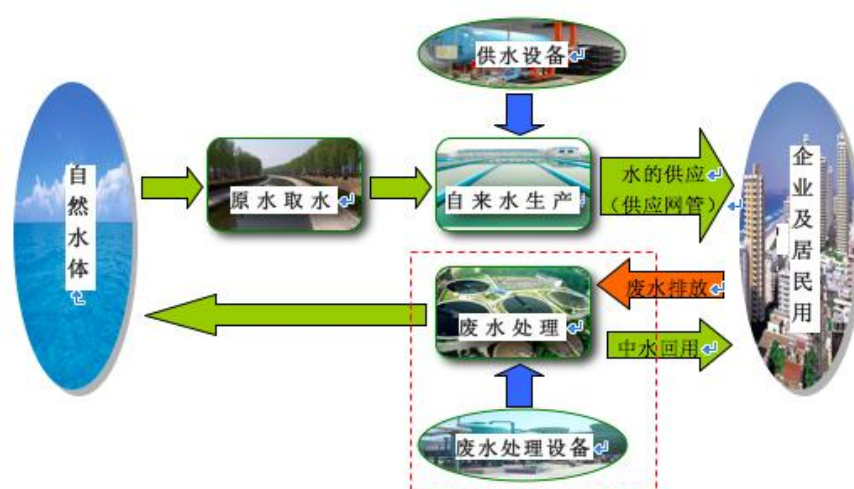 供水设备
自然水体
原水取水
自来水生产
水的供应
（供应网管）
企业及居民用
废水排放
废水处理
中水回用
废水处理设备